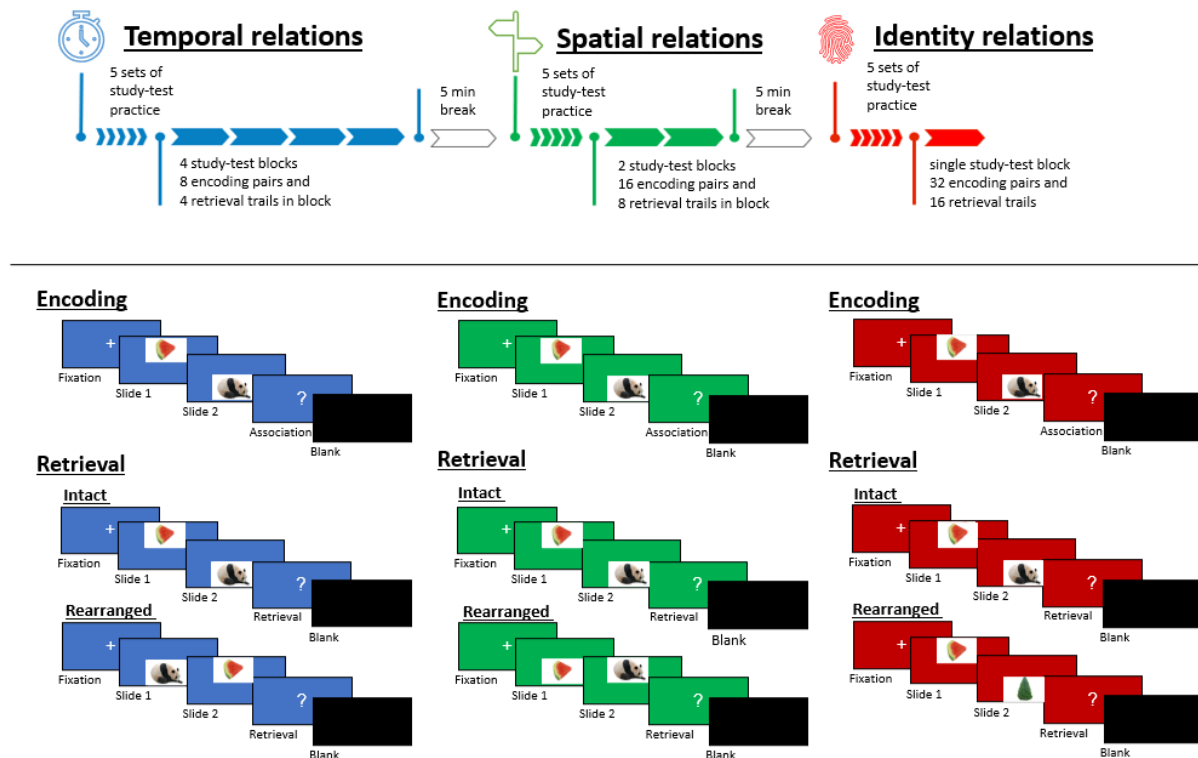 Temporal relations
Spatial relations
Identity relations
5 sets of
study-test
practice
5 min
break
5 sets of
study-test
practice
5 min
break
5 sets of
study-test
practice
4 study-test blocks
8 encoding pairs and
4 retrieval trails in block
2 study-test blocks
16 encoding pairs and
8 retrieval trails in block
single study-test block
32 encoding pairs and
16 retrieval trails
Encoding
+
Fixation
Slide 1
Slide 2
?
Association
Blank
Retrieval
Intact
+
Fixation
Slide 1
Slide 2
?
Retrieval
Blank
Rearranged
+
Fixation
Slide 1
Slide 2
?
Retrieval
Blank
Encoding
+
Fixation
Slide 1
Slide 2
?
Association
Blank
Retrieval
Intact
+
Fixation
Slide 1
Slide 2
?
Retrieval
Blank
Rearranged
+
Fixation
Slide 1
Slide 2
?
Retrieval
Blank
Encoding
+
Fixation
Slide 1
Slide 2
?
Association
Blank
Retrieval
Intact
+
Fixation
Slide 1
Slide 2
?
Retrieval
Blank
Rearranged
+
Fixation
Slide 1
Slide 2
?
Retrieval
Blank